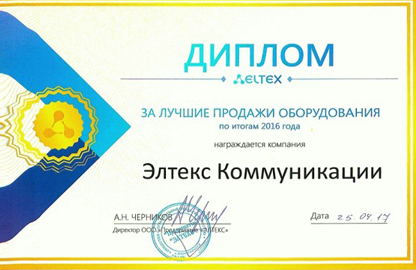 ДИПЛОМ
ELTEX
ЗА ЛУЧШИЕ ПРОДАЖИ ОБОРУДОВАНИЯ
по итогам 2016 года
награждается компания
Элтекс Коммуникации
А.Н. ЧЕРНИКОВ
Дата 25.04.17
Директор ООО «Предприятие «ЭЛТЕКС»